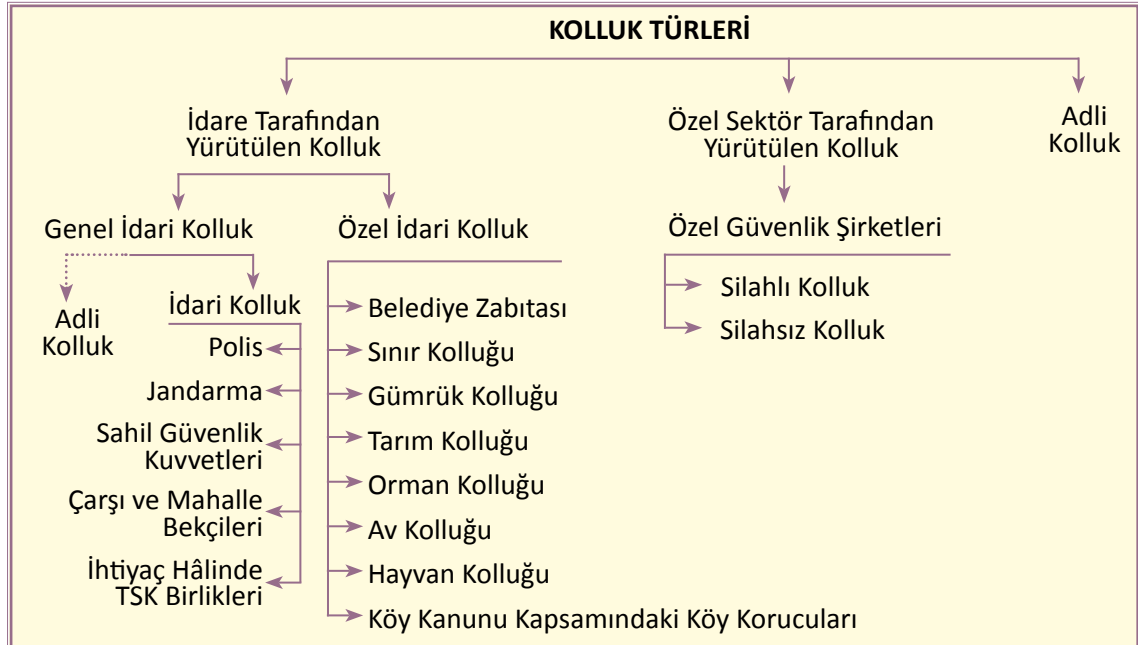 KOLLUK TÜRLERİ
İdare Tarafından
Yürütülen Kolluk
Özel Sektör Tarafından
Yürütülen Kolluk
Adli
Kolluk
Genel İdari Kolluk
Özel İdari Kolluk
Özel Güvenlik Şirketleri
Adli
Kolluk
İdari Kolluk
Polis
Jandarma
Sahil Güvenlik
Kuvvetleri
Çarşı ve Mahalle
Bekçileri
İhtiyaç Hâlinde
TSK Birlikleri
Belediye Zabıtası
Sınır Kolluğu
Gümrük Kolluğu
Tarım Kolluğu
Orman Kolluğu
Av Kolluğu
Hayvan Kolluğu
Köy Kanunu Kapsamındaki Köy Korucuları
Silahlı Kolluk
Silahsız Kolluk